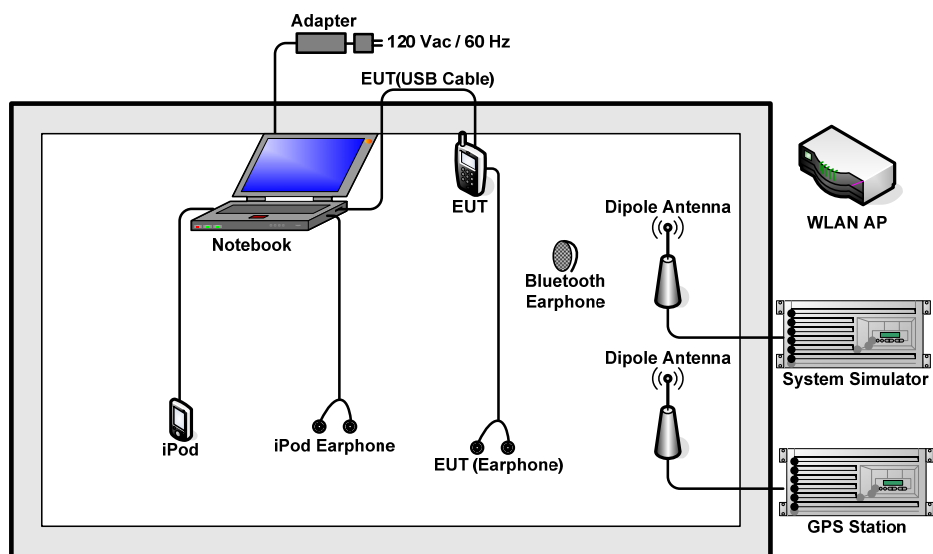 Adapter
120 Vac / 60 Hz
EUT(USB Cable)
EUT
Notebook
Dipole Antenna
WLAN AP
Bluetooth
Earphone
System Simulator
Dipole Antenna
iPod
iPod Earphone
EUT (Earphone)
GPS Station